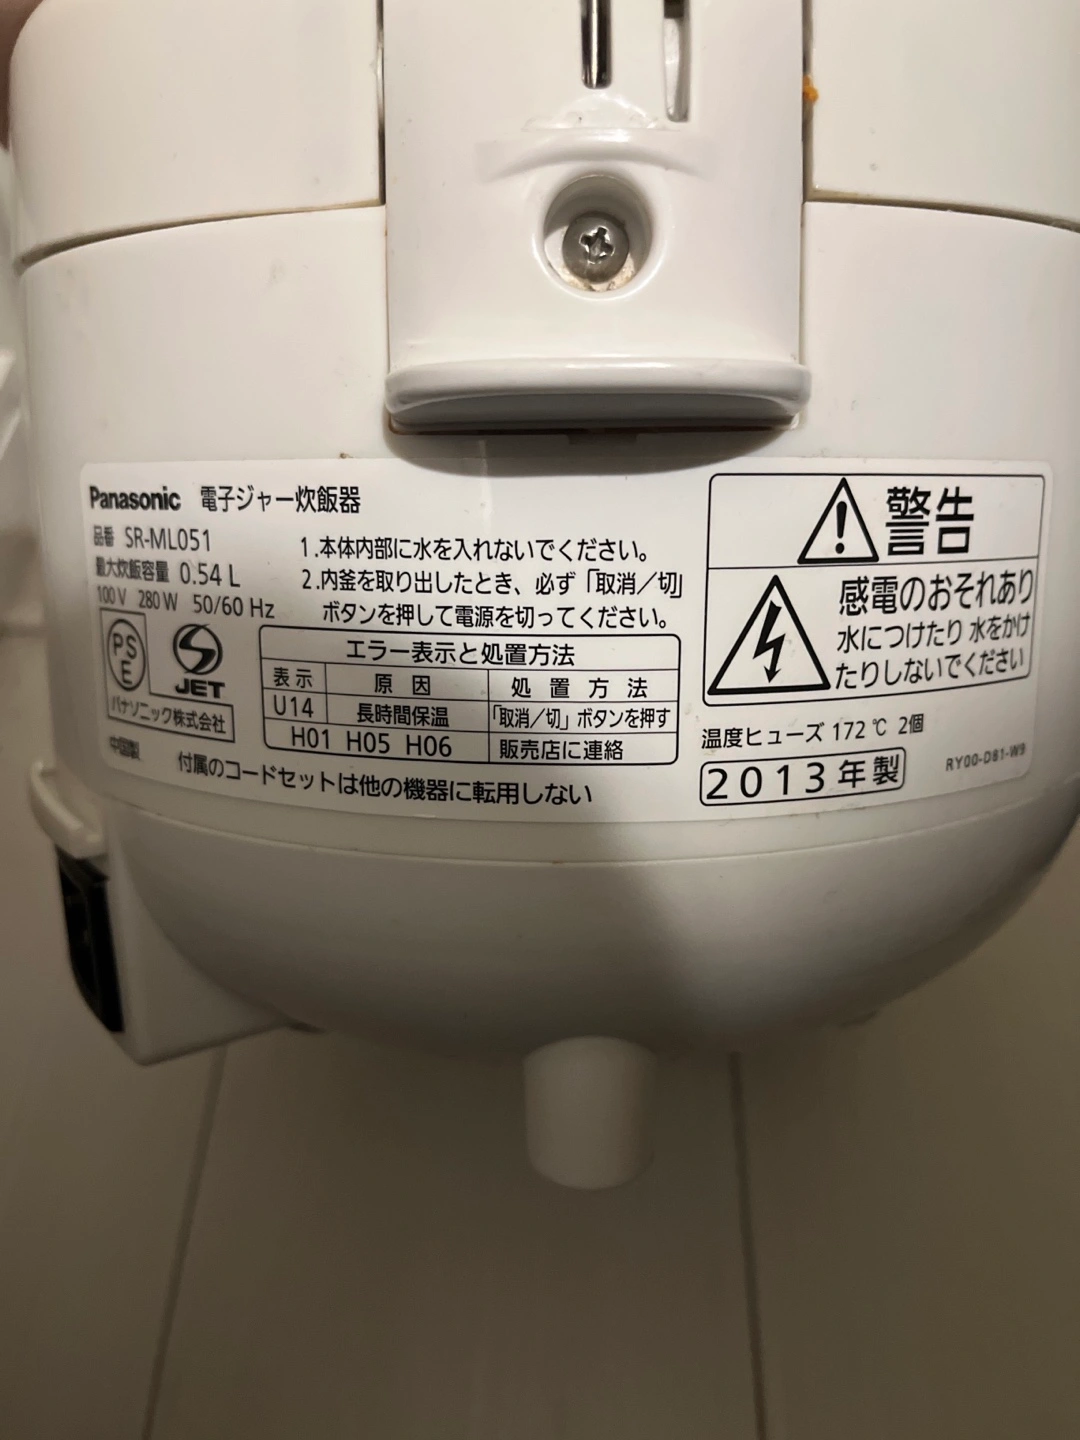 Panasonic 電子ジャー炊飯器
品番 SR-ML051
最大炊飯容量 0.54 L
100 V 280 W 50/60 Hz
PS
E
JET
パナソニック株式会社
中国製
1.本体内部に水を入れないでください。
2.内釜を取り出したとき、必ず「取消/切」
ボタンを押して電源を切ってください。
エラー表示と処置方法
表示 原因 処置方法
U14 長時間保温 「取消/切」ボタンを押す
H01 H05 H06 販売店に連絡
付属のコードセットは他の機器に転用しない
警告
感電のおそれあり
水につけたり 水をかけ
たりしないでください
温度ヒューズ 172℃ 2個
2013年製
RY00-D81-W9